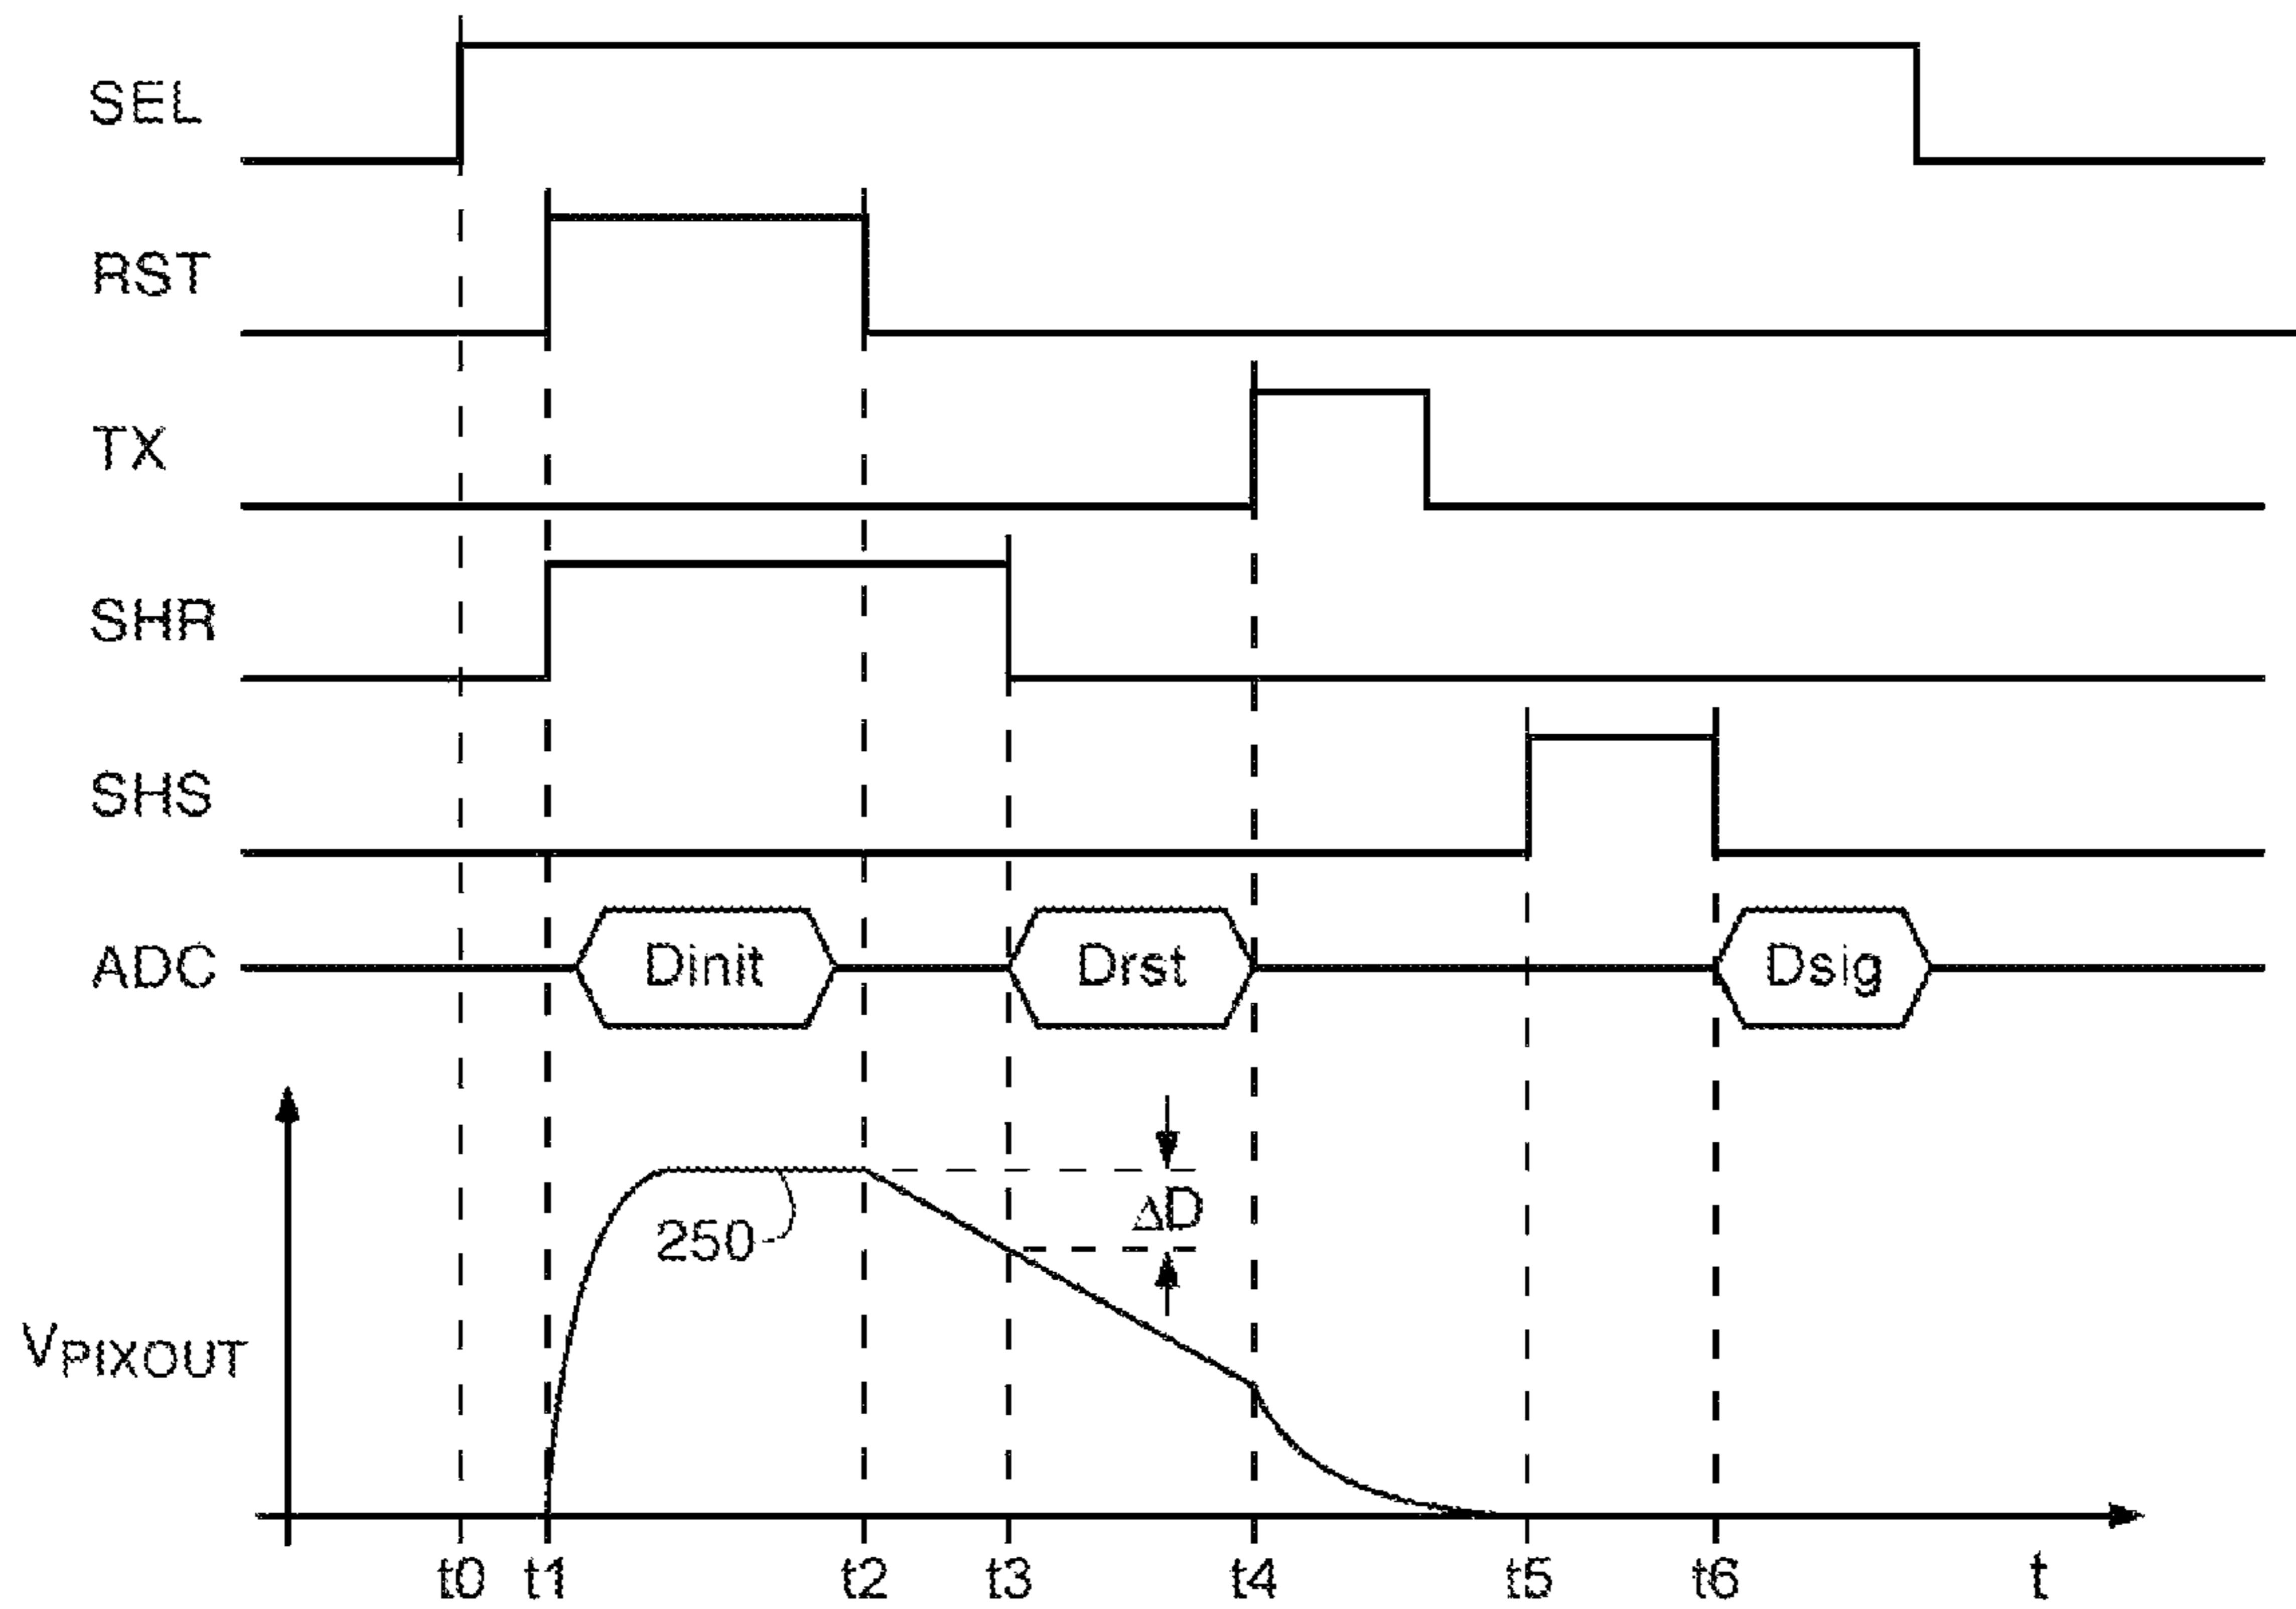 SEL
RST
TX
SHR
SHS
ADC Dinit Drst Dsig
ΔD
250
VPIXOUT
t0 t1 t2 t3 t4 t5 t6 t